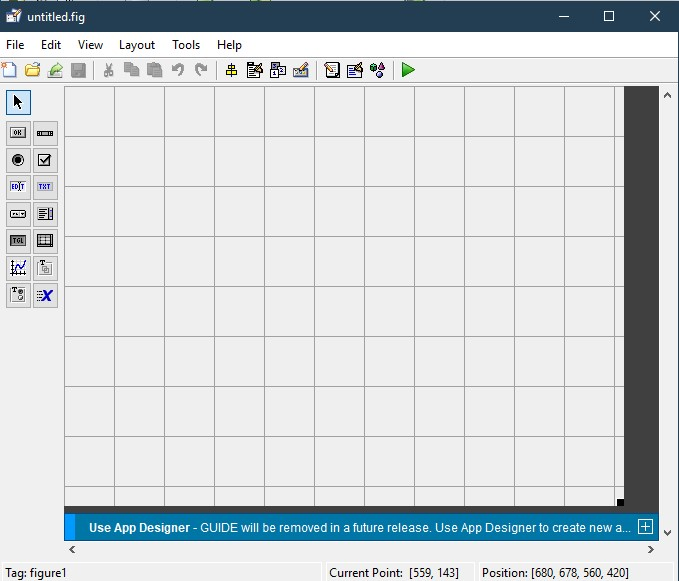 untitled.fig
File Edit View Layout Tools Help
OK
EDIT TXT
TGL
T
T X
Use App Designer - GUIDE will be removed in a future release. Use App Designer to create new a...
Tag: figure1 Current Point: [559, 143] Position: [680, 678, 560, 420]